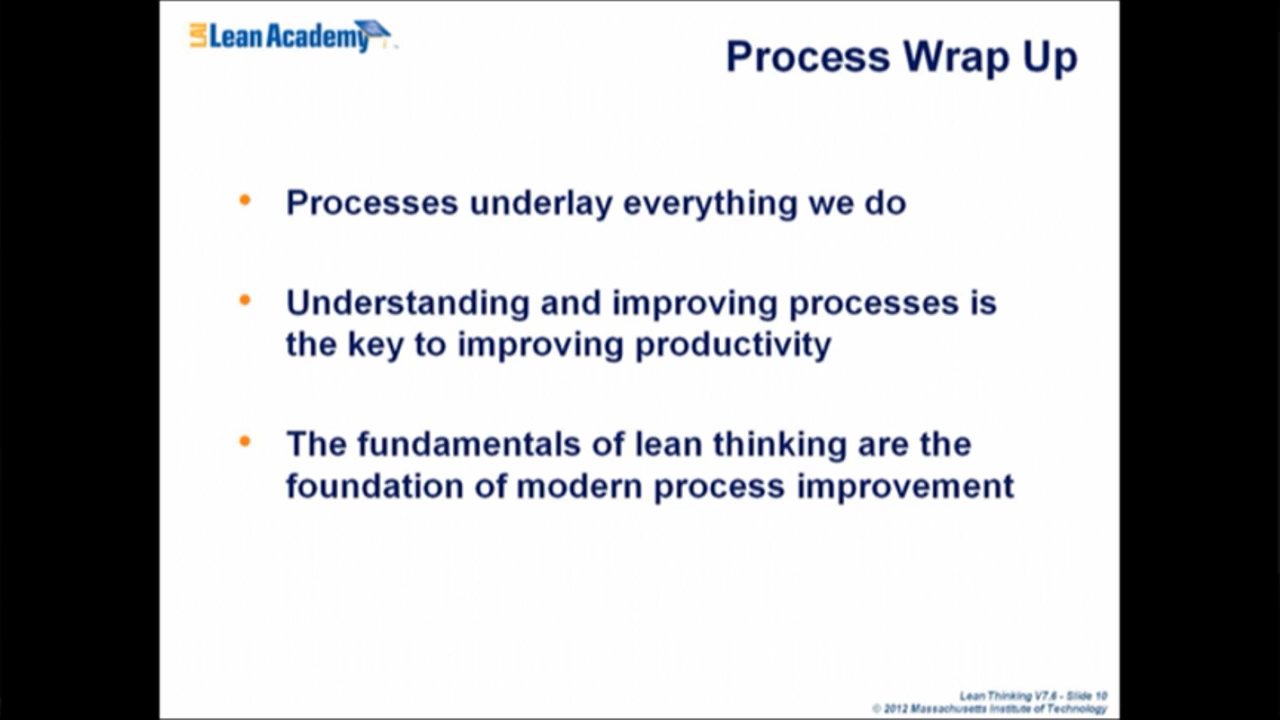 LAI Lean Academy™
Process Wrap Up
• Processes underlay everything we do
• Understanding and improving processes is
the key to improving productivity
• The fundamentals of lean thinking are the
foundation of modern process improvement
Lean Thinking V7.6 - Slide 10
© 2012 Massachusetts Institute of Technology